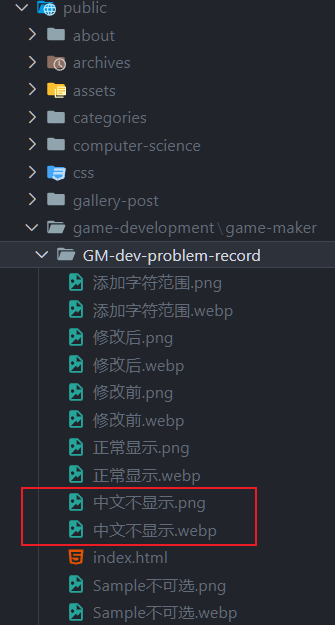 public
about
archives
assets
categories
computer-science
css
gallery-post
game-development\game-maker
GM-dev-problem-record
添加字符范围.png
添加字符范围.webp
修改后.png
修改后.webp
修改前.png
修改前.webp
正常显示.png
正常显示.webp
中文不显示.png
中文不显示.webp
index.html
Sample不可选.png
Sample不可选.webp